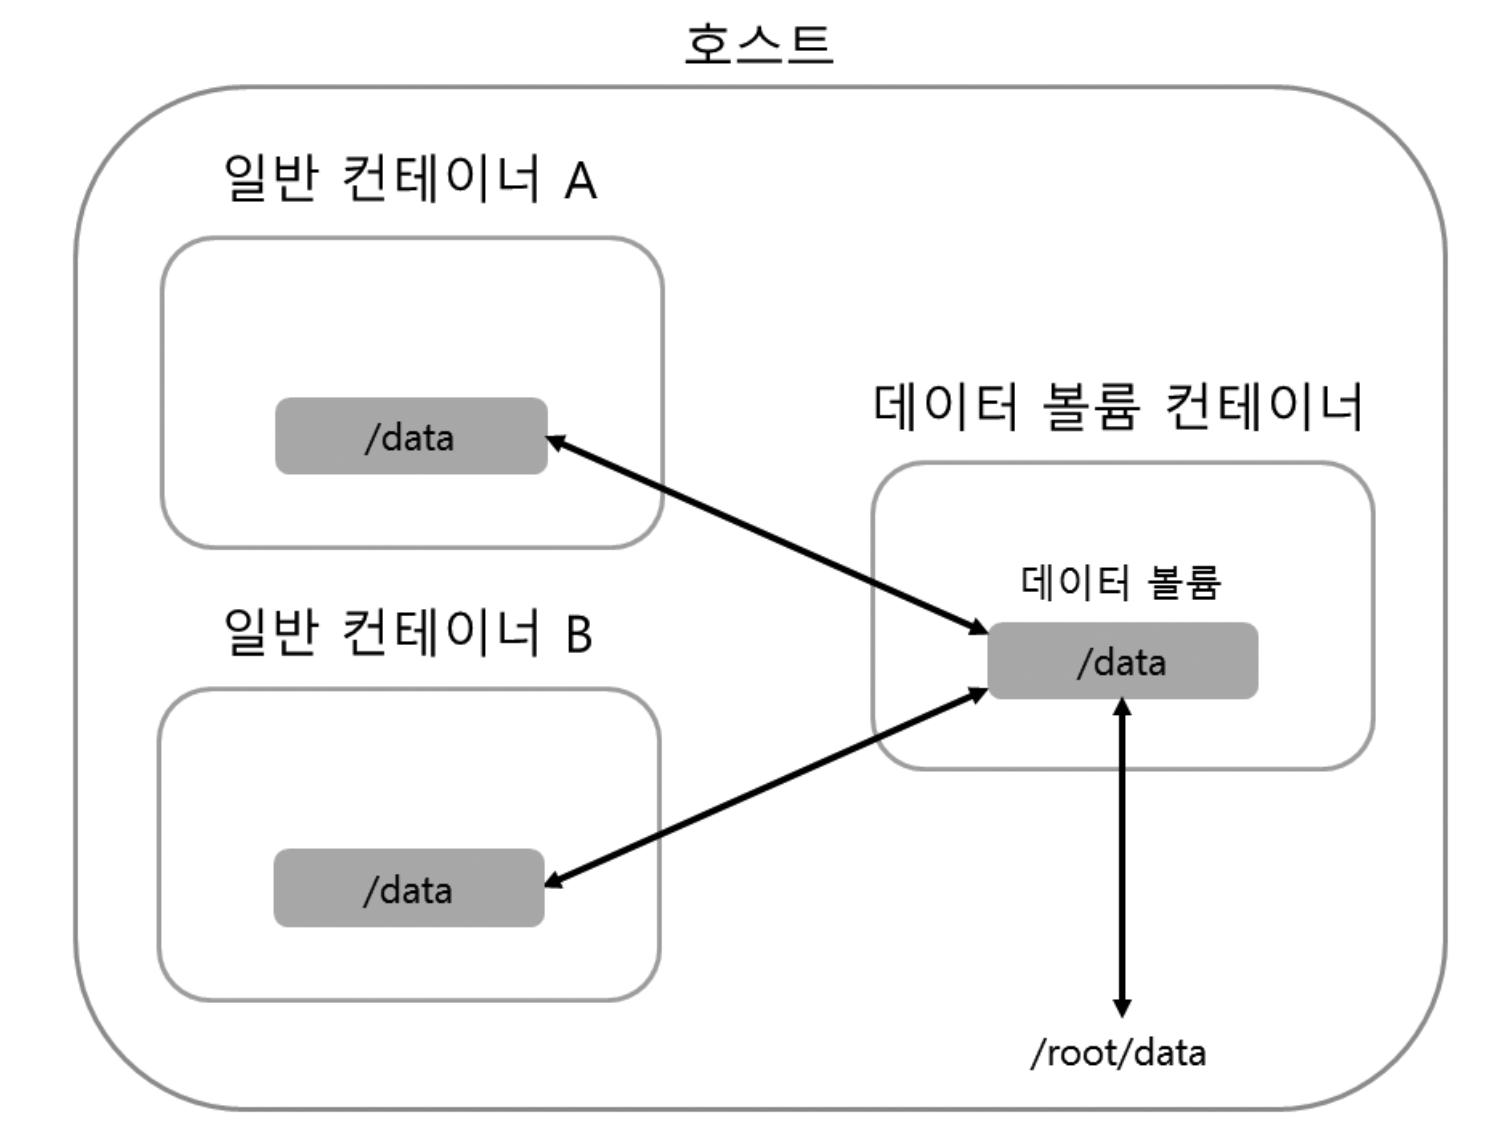 호스트
일반 컨테이너 A
/data
데이터 볼륨 컨테이너
데이터 볼륨
/data
일반 컨테이너 B
/data
/root/data